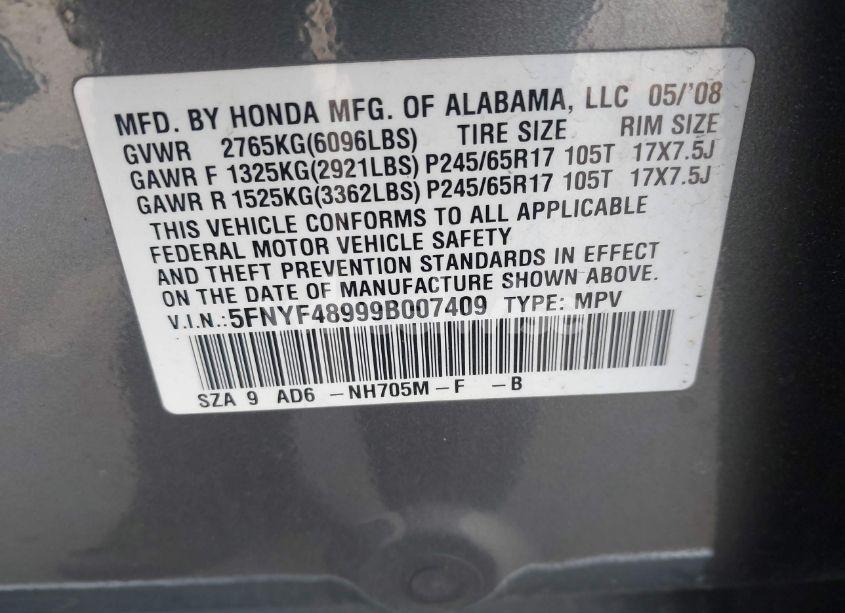 MFD. BY HONDA MFG. OF ALABAMA, LLC 05/'08
GVWR 2765KG(6096LBS) TIRE SIZE RIM SIZE
GAWR F 1325KG(2921LBS) P245/65R17 105T 17X7.5J
GAWR R 1525KG(3362LBS) P245/65R17 105T 17X7.5J
THIS VEHICLE CONFORMS TO ALL APPLICABLE
FEDERAL MOTOR VEHICLE SAFETY
AND THEFT PREVENTION STANDARDS IN EFFECT
ON THE DATE OF MANUFACTURE SHOWN ABOVE.
V.I.N.:5FNYF48999B007409 TYPE: MPV
SZA 9 AD6 -NH705M-F -B